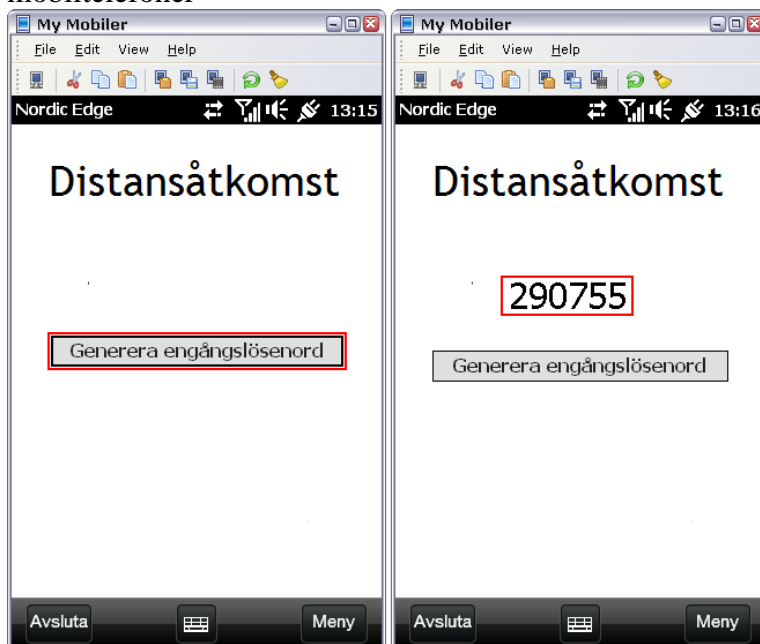 My Mobiler
File Edit View Help
Nordic Edge 13:15
Distansåtkomst
Generera engångslösenord
Avsluta Meny
My Mobiler
File Edit View Help
Nordic Edge 13:16
Distansåtkomst
290755
Generera engångslösenord
Avsluta Meny